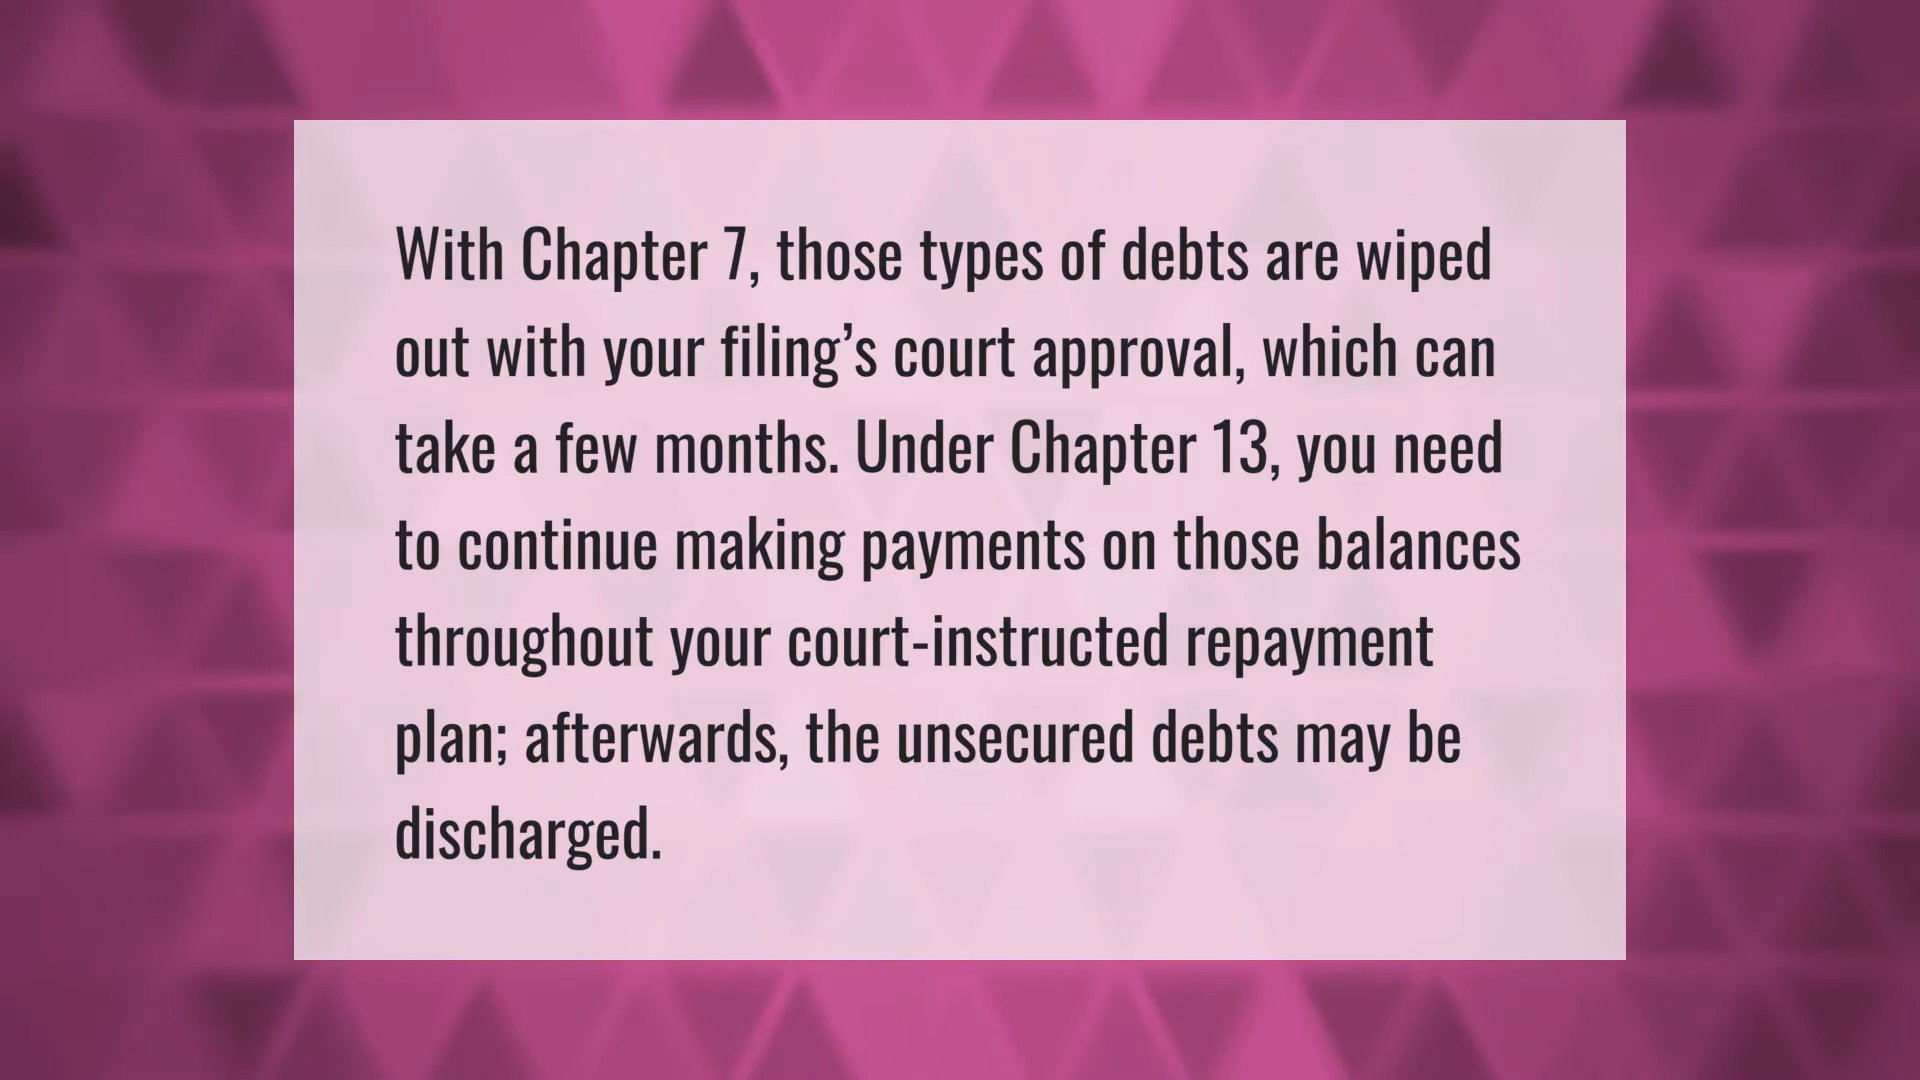 With Chapter 7, those types of debts are wiped
out with your filing’s court approval, which can
take a few months. Under Chapter 13, you need
to continue making payments on those balances
throughout your court-instructed repayment
plan; afterwards, the unsecured debts may be
discharged.